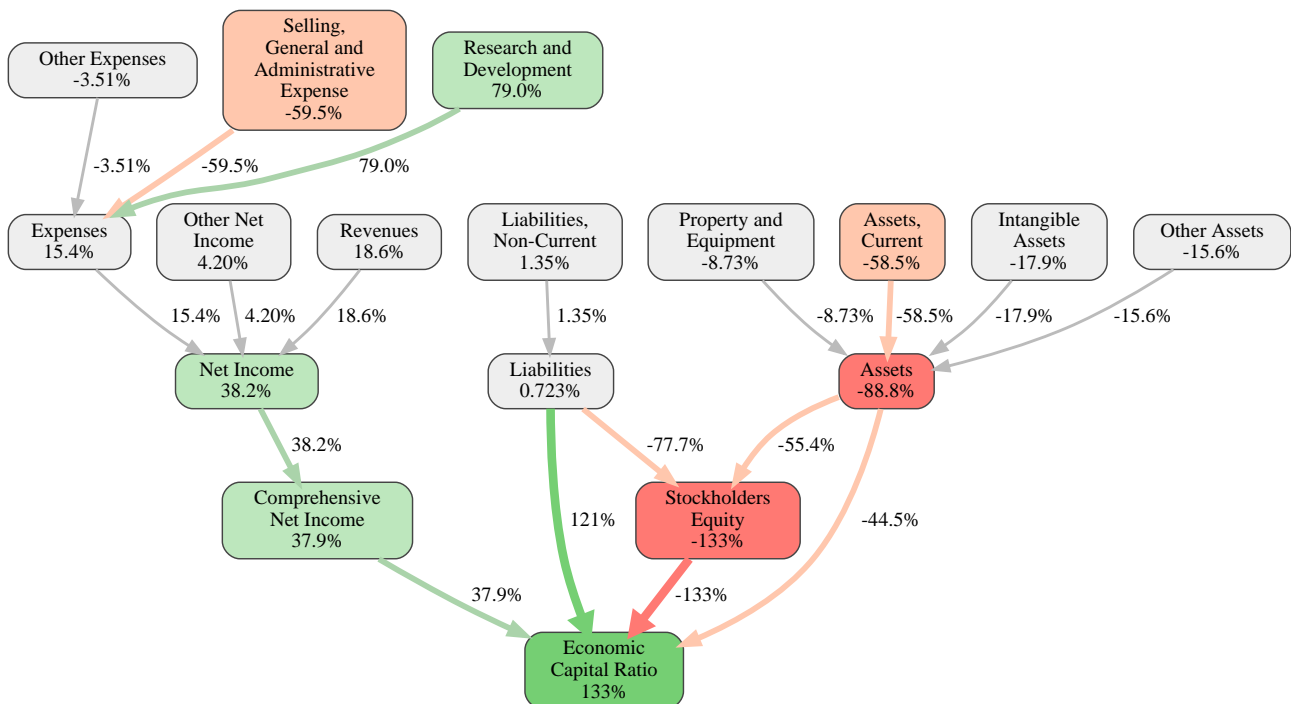 Other Expenses
-3.51%
Selling,
General and
Administrative
Expense
-59.5%
Research and
Development
79.0%
-3.51%
-59.5%
79.0%
Expenses
15.4%
Other Net
Income
4.20%
Revenues
18.6%
Liabilities,
Non-Current
1.35%
Property and
Equipment
-8.73%
Assets,
Current
-58.5%
Intangible
Assets
-17.9%
Other Assets
-15.6%
15.4%
4.20%
18.6%
1.35%
-8.73%
-58.5%
-17.9%
-15.6%
Net Income
38.2%
Liabilities
0.723%
Assets
-88.8%
38.2%
-77.7%
-55.4%
Comprehensive
Net Income
37.9%
121%
Stockholders
Equity
-133%
-44.5%
37.9%
-133%
Economic
Capital Ratio
133%